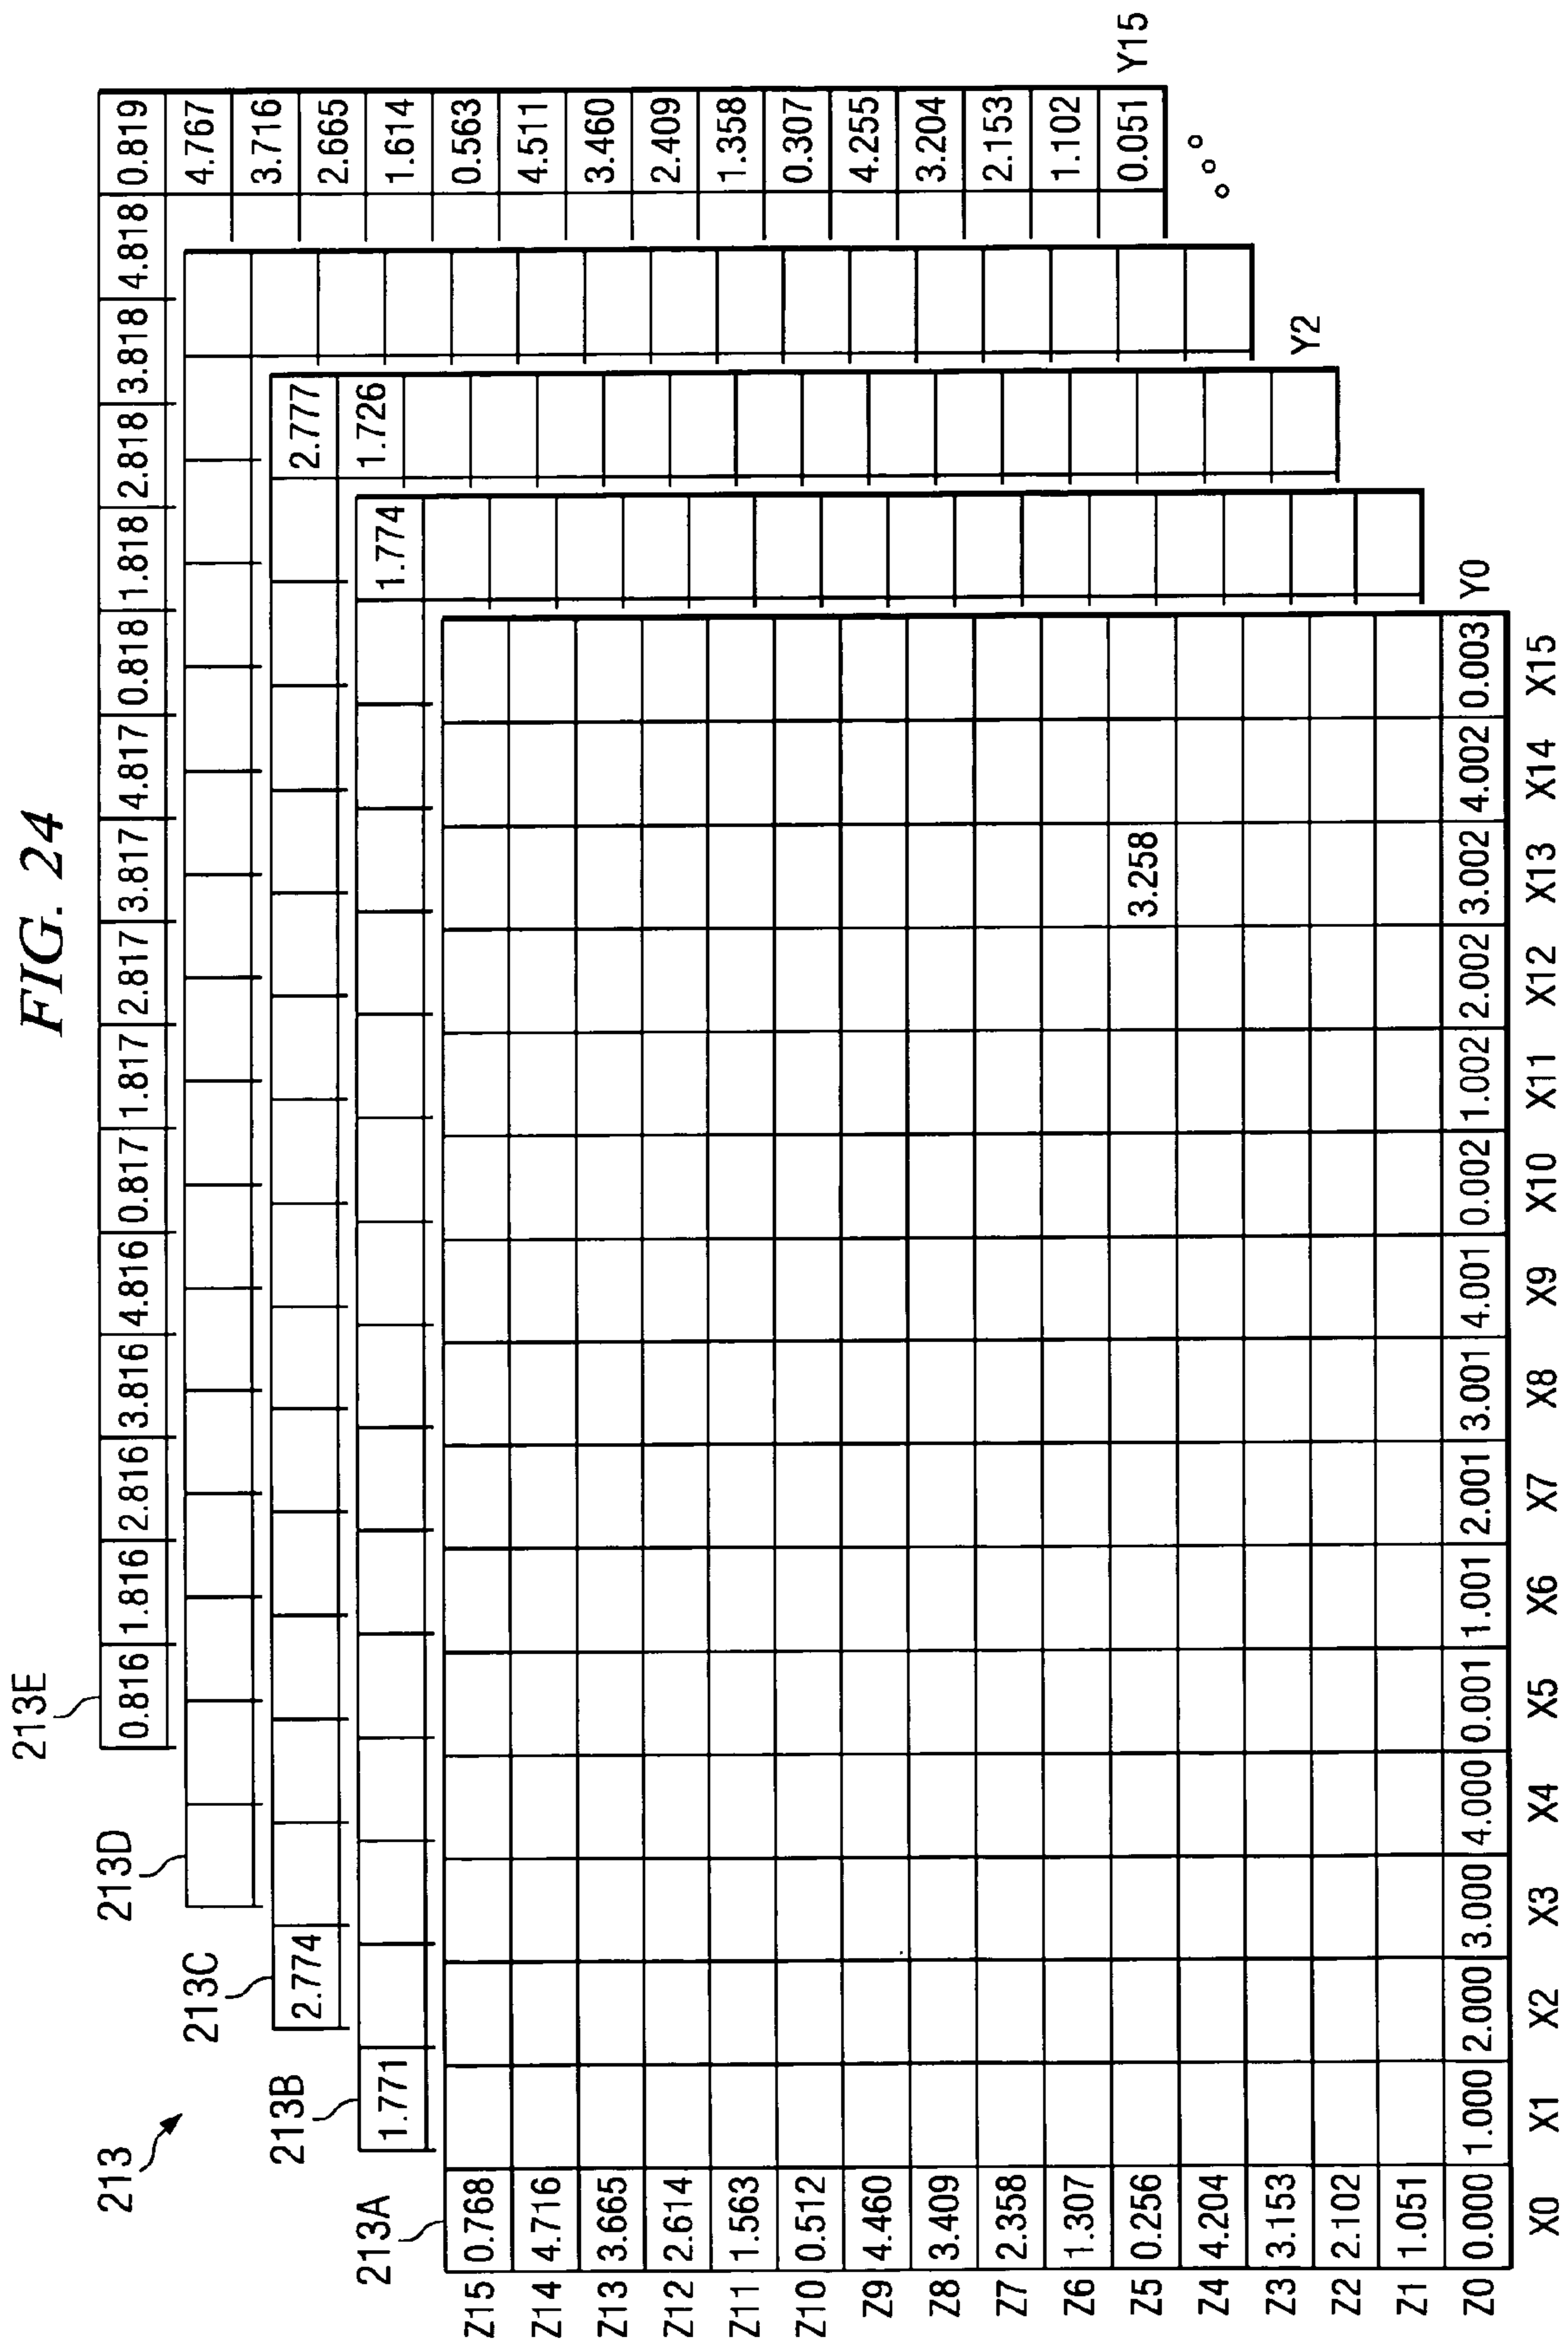 FIG. 24
213
213E
213D
213C
213B
213A
0.816 1.816 2.816 3.816 4.816 0.817 1.817 2.817 3.817 4.817 0.818 1.818 2.818 3.818 4.818 0.819
4.767
3.716
2.665
1.614
0.563
4.511
3.460
2.409
1.358
0.307
4.255
3.204
2.153
1.102
0.051
Y15
2.774 2.777
1.726
Y2
1.771 1.774
Z15 0.768
Z14 4.716
Z13 3.665
Z12 2.614
Z11 1.563
Z10 0.512
Z9 4.460
Z8 3.409
Z7 2.358
Z6 1.307
Z5 0.256 3.258
Z4 4.204
Z3 3.153
Z2 2.102
Z1 1.051
Z0 0.000 1.000 2.000 3.000 4.000 0.001 1.001 2.001 3.001 4.001 0.002 1.002 2.002 3.002 4.002 0.003 Y0
X0 X1 X2 X3 X4 X5 X6 X7 X8 X9 X10 X11 X12 X13 X14 X15